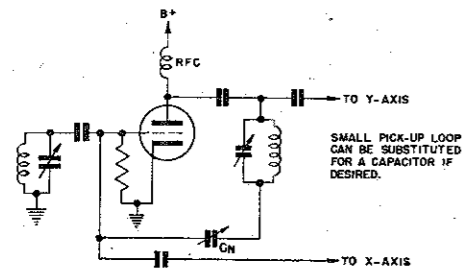 B+
RFC
TO Y-AXIS
SMALL PICK-UP LOOP
CAN BE SUBSTITUTED
FOR A CAPACITOR IF
DESIRED.
CN
TO X-AXIS